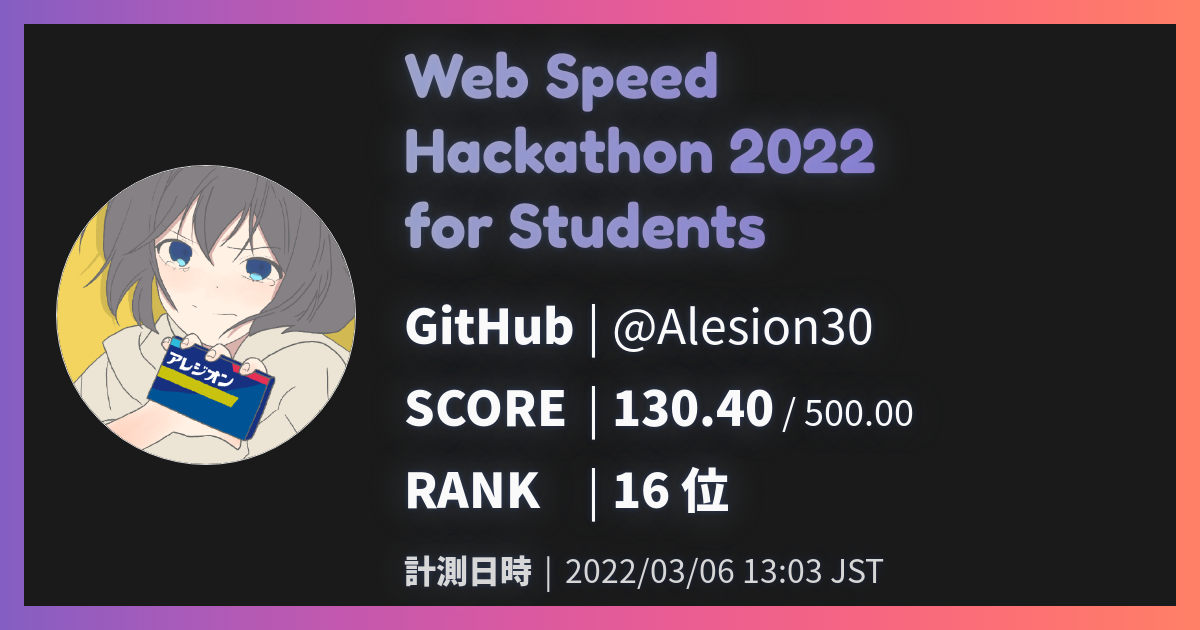 Web Speed
Hackathon 2022
for Students
GitHub | @Alesion30
SCORE | 130.40 / 500.00
RANK | 16 位
計測日時 | 2022/03/06 13:03 JST
アレジオン